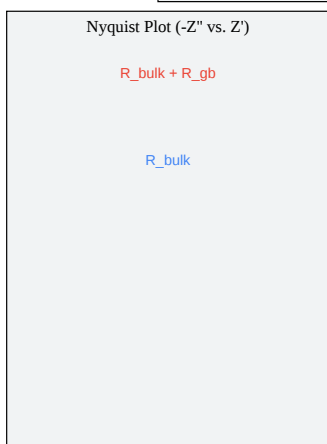 Nyquist Plot (-Z" vs. Z')
R_bulk + R_gb
R_bulk